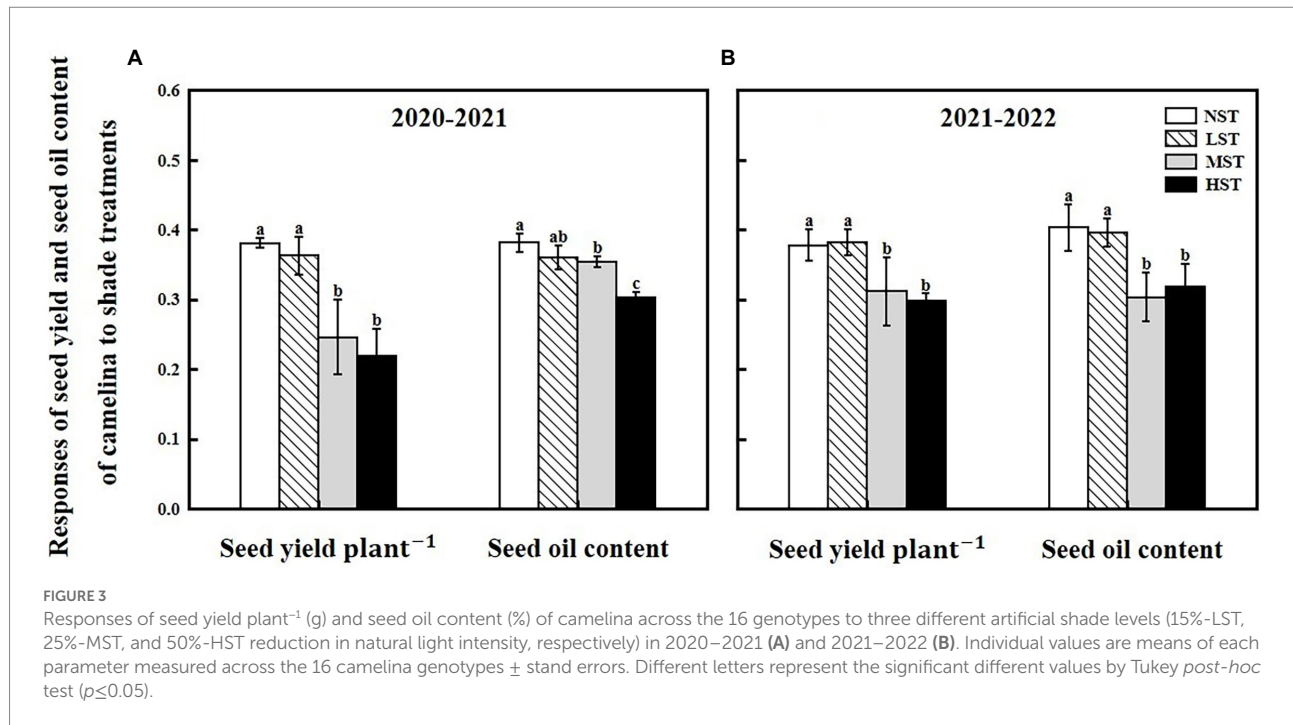 A
B
Responses of seed yield and seed oil content
of camelina to shade treatments
0.6
0.5
0.4
0.3
0.2
0.1
0.0
2020-2021
a
a
b
b
a
ab
b
c
Seed yield plant⁻¹
Seed oil content
2021-2022
NST
LST
MST
HST
a
a
b
b
a
a
b
b
Seed yield plant⁻¹
Seed oil content
FIGURE 3
Responses of seed yield plant⁻¹ (g) and seed oil content (%) of camelina across the 16 genotypes to three different artificial shade levels (15%-LST,
25%-MST, and 50%-HST reduction in natural light intensity, respectively) in 2020–2021 (A) and 2021–2022 (B). Individual values are means of each
parameter measured across the 16 camelina genotypes ± stand errors. Different letters represent the significant different values by Tukey post-hoc
test (p≤0.05).